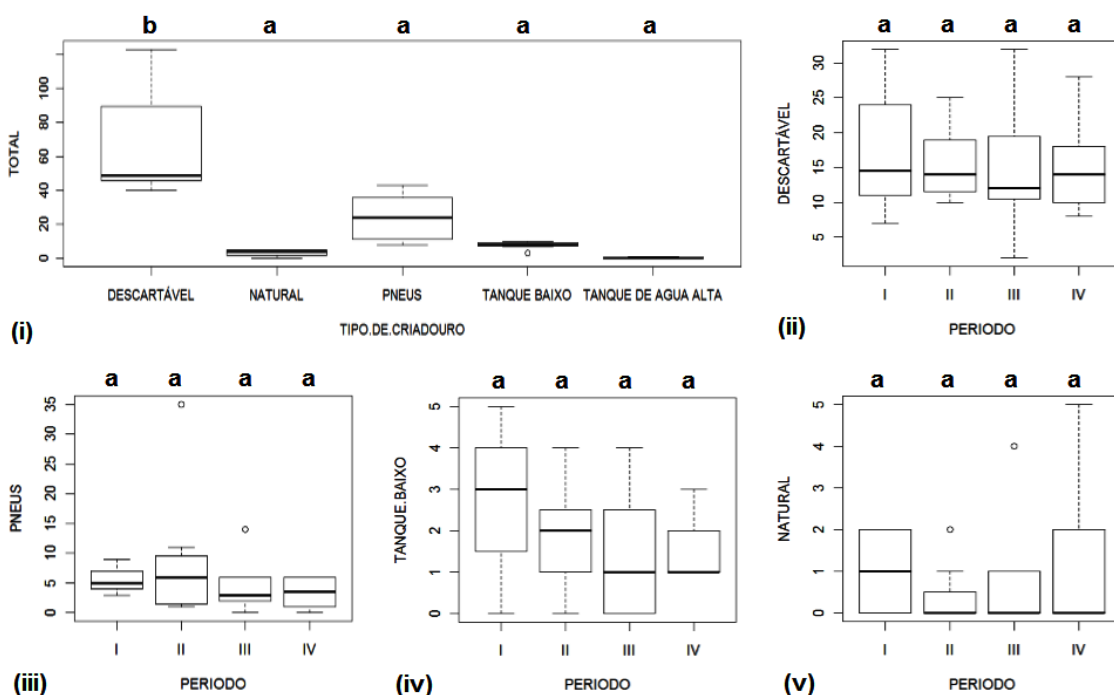 b a a a a
TOTAL
100
80
60
40
20
0
DESCARTÁVEL NATURAL PNEUS TANQUE BAIXO TANQUE DE AGUA ALTA
TIPO.DE.CRIADOURO
(i)
a a a a
DESCARTÁVEL
30
25
20
15
10
5
I II III IV
PERIODO
(ii)
a a a a
PNEUS
35
30
25
20
15
10
5
0
I II III IV
PERIODO
(iii)
a a a a
TANQUE.BAIXO
5
4
3
2
1
0
I II III IV
PERIODO
(iv)
a a a a
NATURAL
5
4
3
2
1
0
I II III IV
PERIODO
(v)